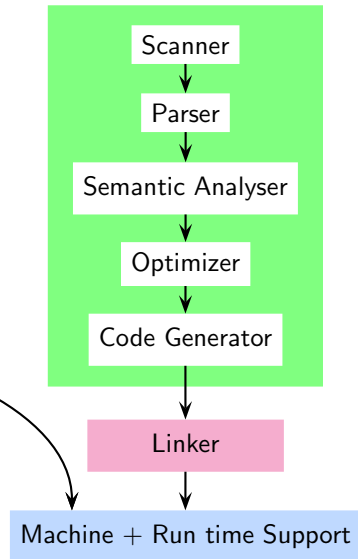 Scanner
Parser
Semantic Analyser
Optimizer
Code Generator
Linker
Machine + Run time Support